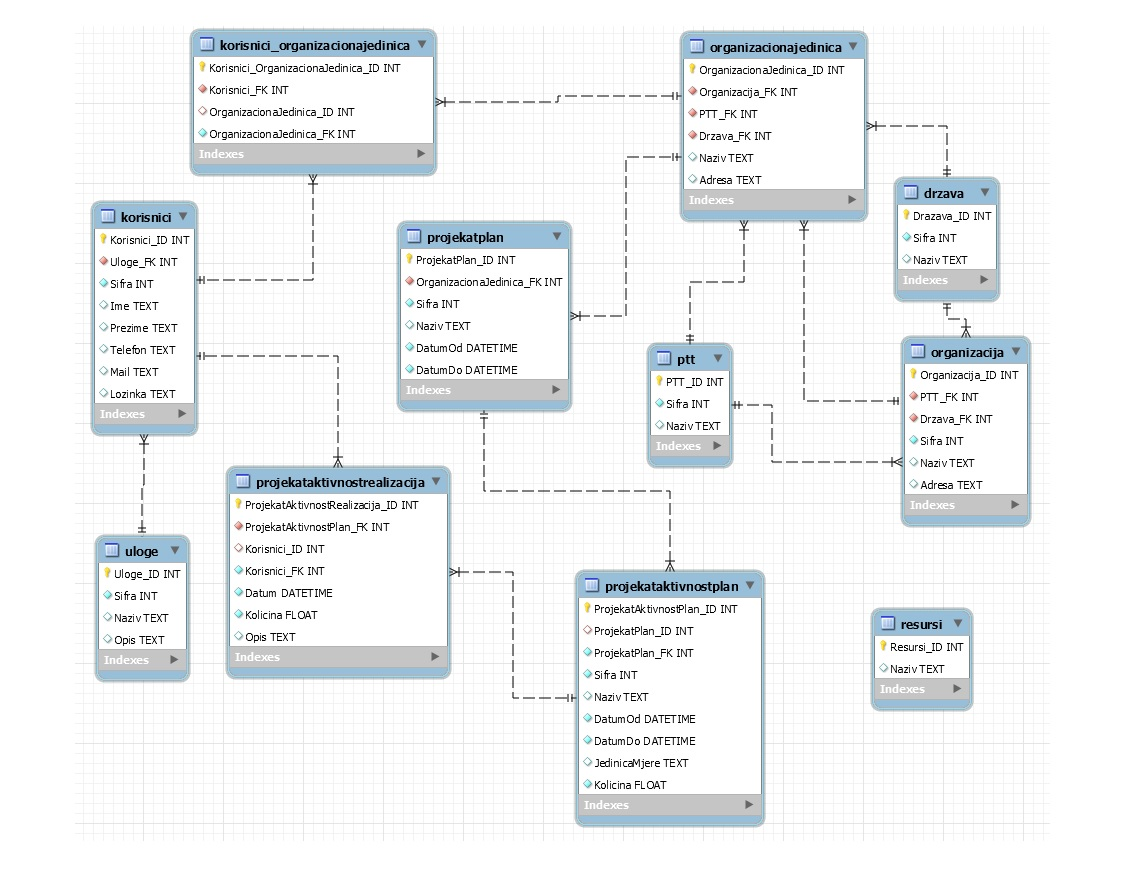 korisnici_organizacionajedinica
Korisnici_OrganizacionaJedinica_ID INT
Korisnici_FK INT
OrganizacionaJedinica_ID INT
OrganizacionaJedinica_FK INT
Indexes
organizacionajedinica
OrganizacionaJedinica_ID INT
Organizacija_FK INT
PTT_FK INT
Drzava_FK INT
Naziv TEXT
Adresa TEXT
Indexes
korisnici
Korisnici_ID INT
Uloge_FK INT
Sifra INT
Ime TEXT
Prezime TEXT
Telefon TEXT
Mail TEXT
Lozinka TEXT
Indexes
projekatplan
ProjekatPlan_ID INT
OrganizacionaJedinica_FK INT
Sifra INT
Naziv TEXT
DatumOd DATETIME
DatumDo DATETIME
Indexes
drzava
Drazava_ID INT
Sifra INT
Naziv TEXT
Indexes
ptt
PTT_ID INT
Sifra INT
Naziv TEXT
Indexes
organizacija
Organizacija_ID INT
PTT_FK INT
Drzava_FK INT
Sifra INT
Naziv TEXT
Adresa TEXT
Indexes
uloge
Uloge_ID INT
Sifra INT
Naziv TEXT
Opis TEXT
Indexes
projekataktivnostrealizacija
ProjekatAktivnostRealizacija_ID INT
ProjekatAktivnostPlan_FK INT
Korisnici_ID INT
Korisnici_FK INT
Datum DATETIME
Kolicina FLOAT
Opis TEXT
Indexes
projekataktivnostplan
ProjekatAktivnostPlan_ID INT
ProjekatPlan_ID INT
ProjekatPlan_FK INT
Sifra INT
Naziv TEXT
DatumOd DATETIME
DatumDo DATETIME
JedinicaMjere TEXT
Kolicina FLOAT
Indexes
resursi
Resursi_ID INT
Naziv TEXT
Indexes